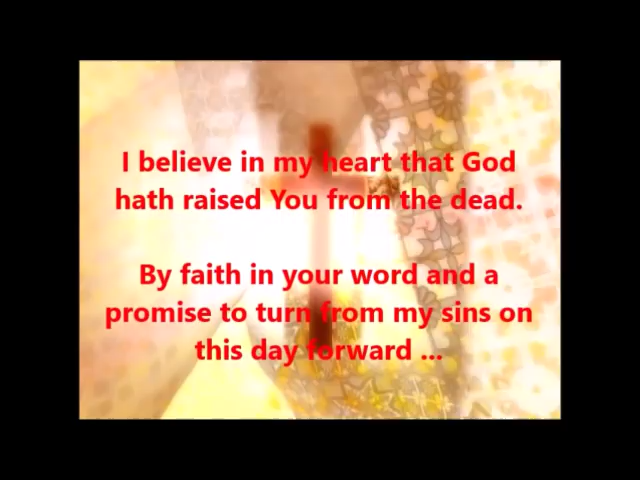 I believe in my heart that God
hath raised You from the dead.
By faith in your word and a
promise to turn from my sins on
this day forward ...